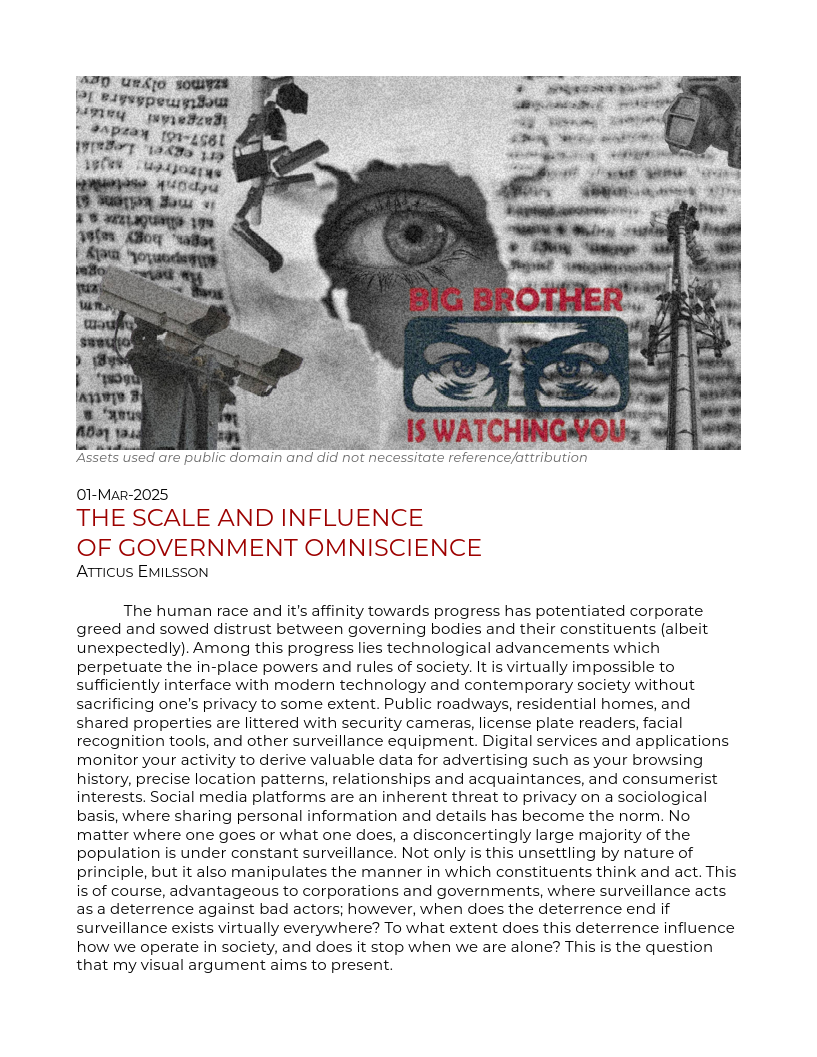 BIG BROTHER
IS WATCHING YOU
Assets used are public domain and did not necessitate reference/attribution
01-Mar-2025
THE SCALE AND INFLUENCE
OF GOVERNMENT OMNISCIENCE
Atticus Emilsson
The human race and it’s affinity towards progress has potentiated corporate
greed and sowed distrust between governing bodies and their constituents (albeit
unexpectedly). Among this progress lies technological advancements which
perpetuate the in-place powers and rules of society. It is virtually impossible to
sufficiently interface with modern technology and contemporary society without
sacrificing one’s privacy to some extent. Public roadways, residential homes, and
shared properties are littered with security cameras, license plate readers, facial
recognition tools, and other surveillance equipment. Digital services and applications
monitor your activity to derive valuable data for advertising such as your browsing
history, precise location patterns, relationships and acquaintances, and consumerist
interests. Social media platforms are an inherent threat to privacy on a sociological
basis, where sharing personal information and details has become the norm. No
matter where one goes or what one does, a disconcertingly large majority of the
population is under constant surveillance. Not only is this unsettling by nature of
principle, but it also manipulates the manner in which constituents think and act. This
is of course, advantageous to corporations and governments, where surveillance acts
as a deterrence against bad actors; however, when does the deterrence end if
surveillance exists virtually everywhere? To what extent does this deterrence influence
how we operate in society, and does it stop when we are alone? This is the question
that my visual argument aims to present.